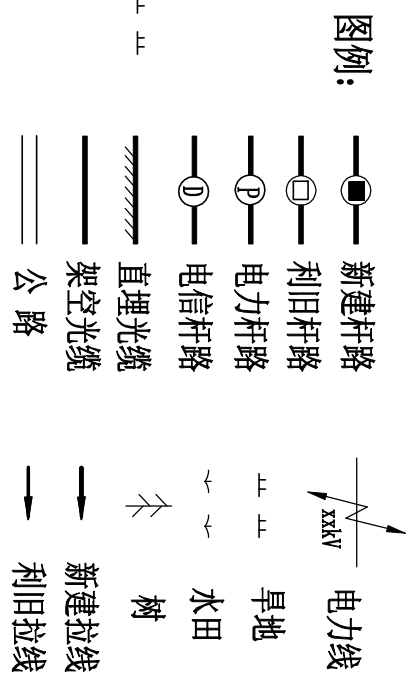 图例:
新建杆路
利旧杆路
P 电力杆路
D 电信杆路
直埋光缆
架空光缆
公路
xxkV 电力线
旱地
水田
树
新建拉线
利旧拉线